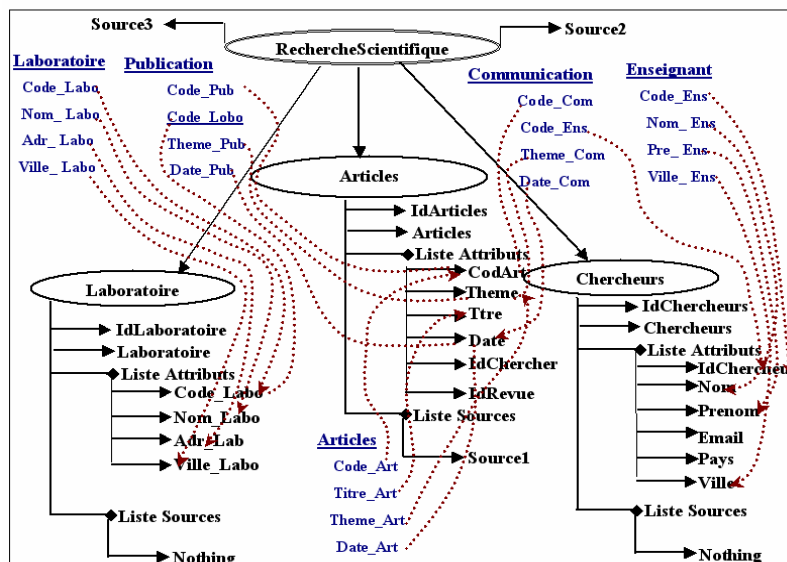 Source3
RechercheScientifique
Source2
Laboratoire
Code_Labo
Nom_ Labo
Adr_ Labo
Ville_ Labo
Publication
Code_Pub
Code_Lobo
Theme_Pub
Date_Pub
Communication
Code_Com
Code_Ens
Theme_Com
Date_Com
Enseignant
Code_Ens
Nom_ Ens
Pre_ Ens
Ville_ Ens
Articles
IdArticles
Articles
Liste Attributs
CodArt
Theme
Ttre
Date
IdChercher
IdRevue
Liste Sources
Source1
Laboratoire
IdLaboratoire
Laboratoire
Liste Attributs
Code_Labo
Nom_Labo
Adr_Lab
Ville_Labo
Liste Sources
Nothing
Articles
Code_Art
Titre_Art
Theme_Art
Date_Art
Chercheurs
IdChercheurs
Chercheurs
Liste Attributs
IdChercheur
Nom
Prenom
Email
Pays
Ville
Liste Sources
Nothing